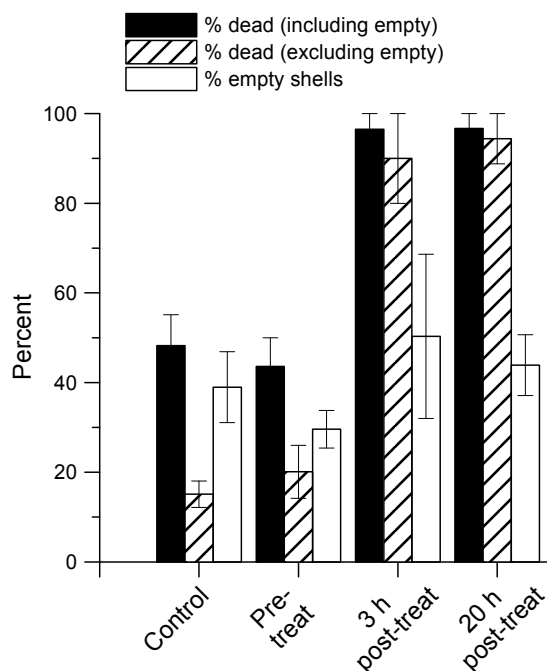 % dead (including empty)
% dead (excluding empty)
% empty shells
100
80
60
40
20
0
Percent
Control
Pre-
treat
3 h
post-treat
20 h
post-treat